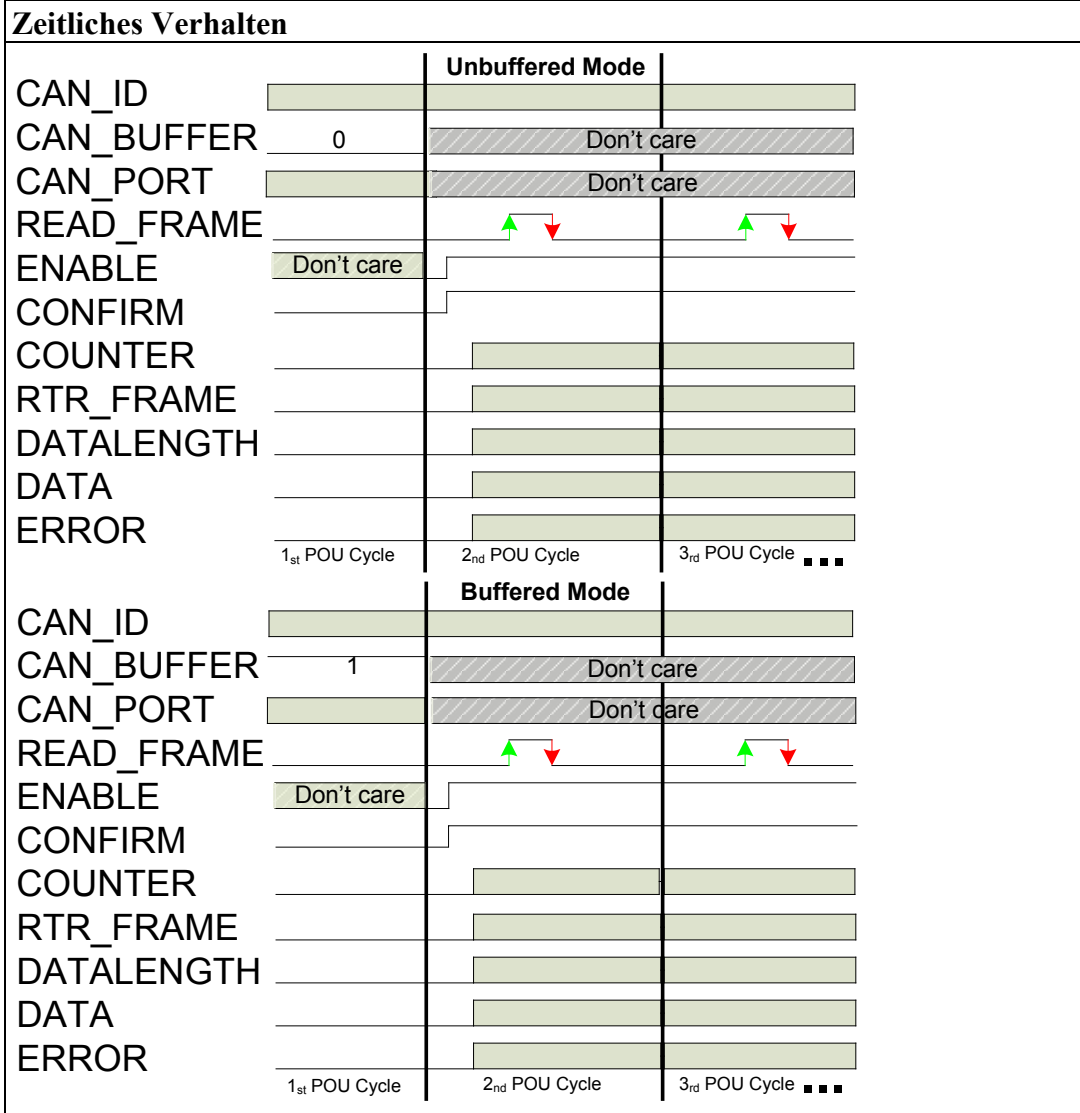 Zeitliches Verhalten
Unbuffered Mode
CAN_ID
CAN_BUFFER 0 Don't care
CAN_PORT Don't care
READ_FRAME
ENABLE Don't care
CONFIRM
COUNTER
RTR_FRAME
DATALENGTH
DATA
ERROR
1st POU Cycle 2nd POU Cycle 3rd POU Cycle ...
Buffered Mode
CAN_ID
CAN_BUFFER 1 Don't care
CAN_PORT Don't care
READ_FRAME
ENABLE Don't care
CONFIRM
COUNTER
RTR_FRAME
DATALENGTH
DATA
ERROR
1st POU Cycle 2nd POU Cycle 3rd POU Cycle ...